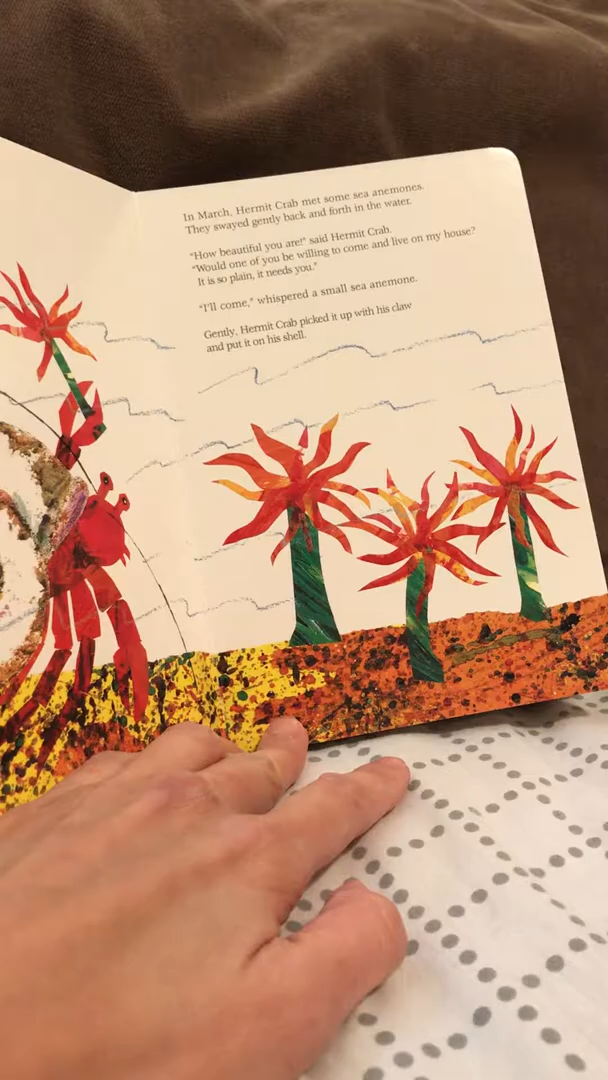 In March, Hermit Crab met some sea anemones.
They swayed gently back and forth in the water.
“How beautiful you are!” said Hermit Crab.
“Would one of you be willing to come and live on my house?
It is so plain, it needs you.”
“I’ll come,” whispered a small sea anemone.
Gently, Hermit Crab picked it up with his claw
and put it on his shell.